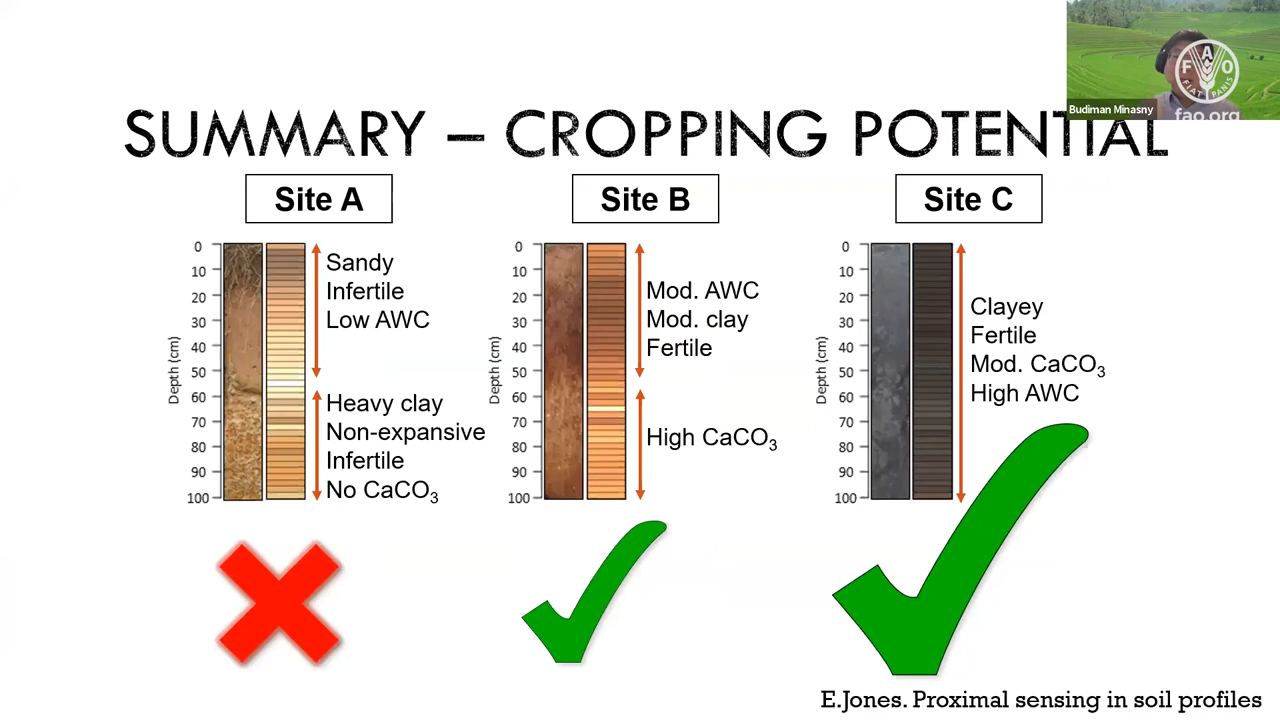 Budiman Minasny
F A O
FIAT PANIS
fao.org
SUMMARY – CROPPING POTENTIAL
Site A
Depth (cm)
0
10
20
30
40
50
60
70
80
90
100
Sandy
Infertile
Low AWC
Heavy clay
Non-expansive
Infertile
No CaCO3
Site B
Depth (cm)
0
10
20
30
40
50
60
70
80
90
100
Mod. AWC
Mod. clay
Fertile
High CaCO3
Site C
Depth (cm)
0
10
20
30
40
50
60
70
80
90
100
Clayey
Fertile
Mod. CaCO3
High AWC
E.Jones. Proximal sensing in soil profiles